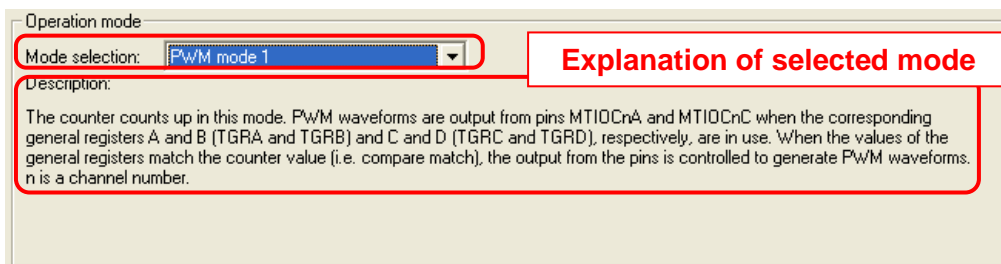 Operation mode
Mode selection: PWM mode 1
Explanation of selected mode
Description:
The counter counts up in this mode. PWM waveforms are output from pins MTIOCnA and MTIOCnC when the corresponding
general registers A and B (TGRA and TGRB) and C and D (TGRC and TGRD), respectively, are in use. When the values of the
general registers match the counter value (i.e. compare match), the output from the pins is controlled to generate PWM waveforms.
n is a channel number.